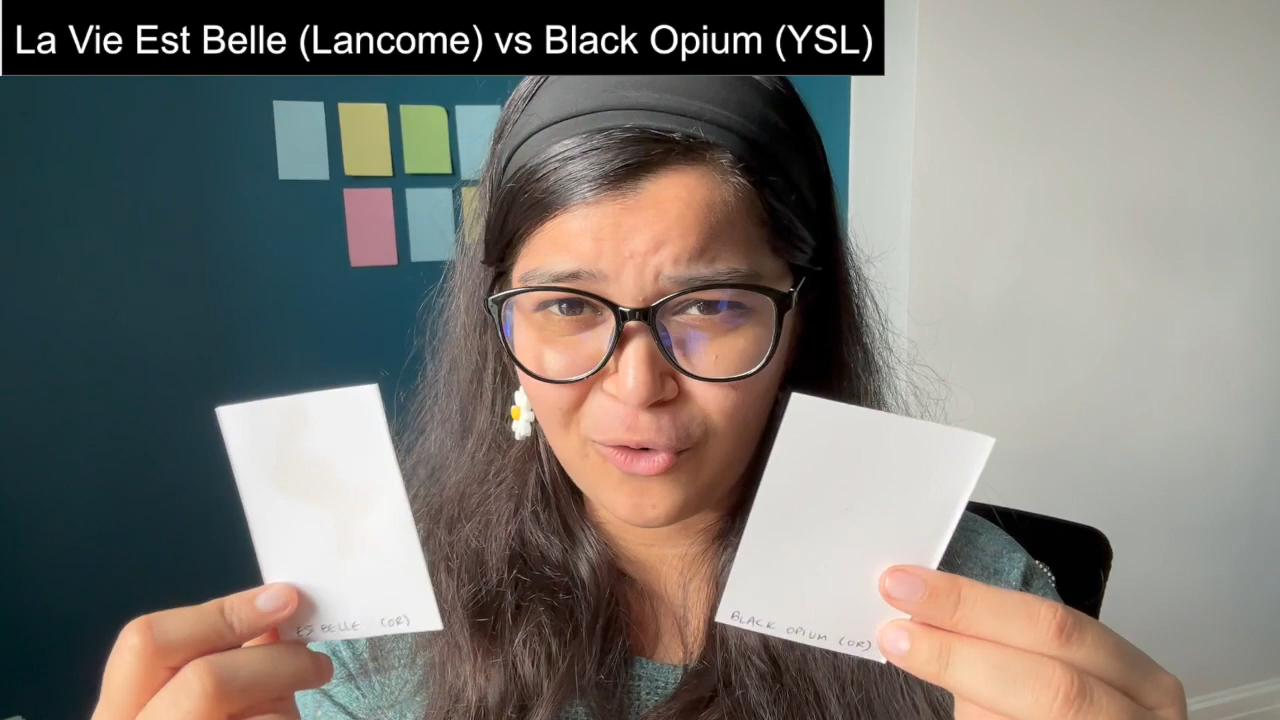 La Vie Est Belle (Lancome) vs Black Opium (YSL)
BELLE (OR)
BLACK OPIUM (OR)